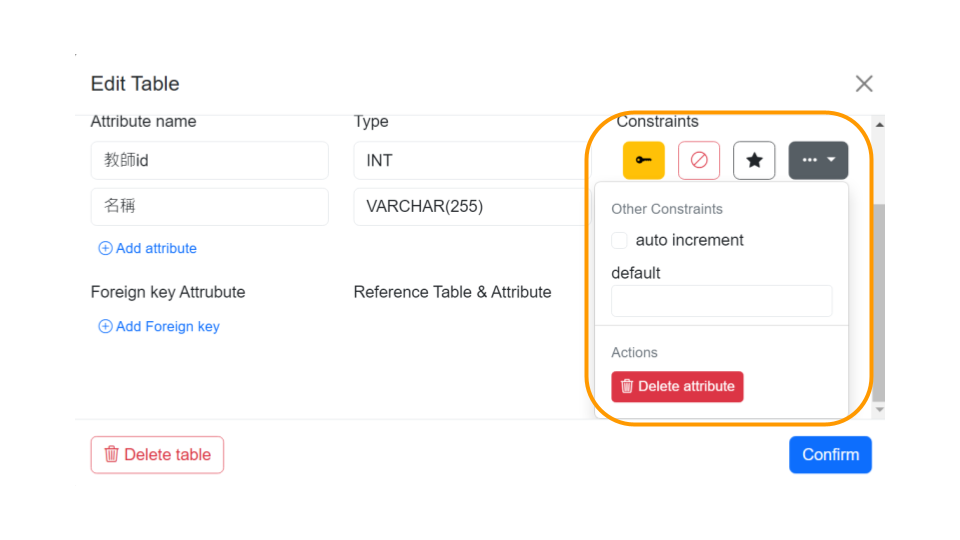 Edit Table
Attribute name Type Constraints
教師id INT
名稱 VARCHAR(255)
Other Constraints
auto increment
default
Add attribute
Foreign key Attrubute Reference Table & Attribute
Add Foreign key
Actions
Delete attribute
Delete table Confirm